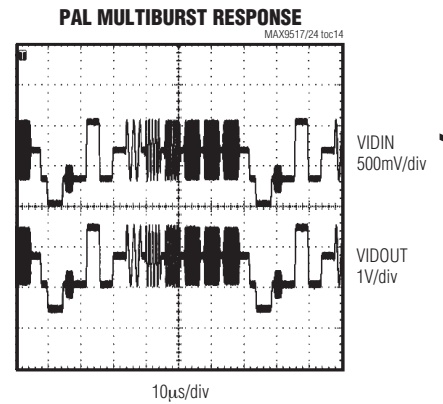 PAL MULTIBURST RESPONSE
MAX9517/24 toc14
T
VIDIN
500mV/div
VIDOUT
1V/div
10μs/div